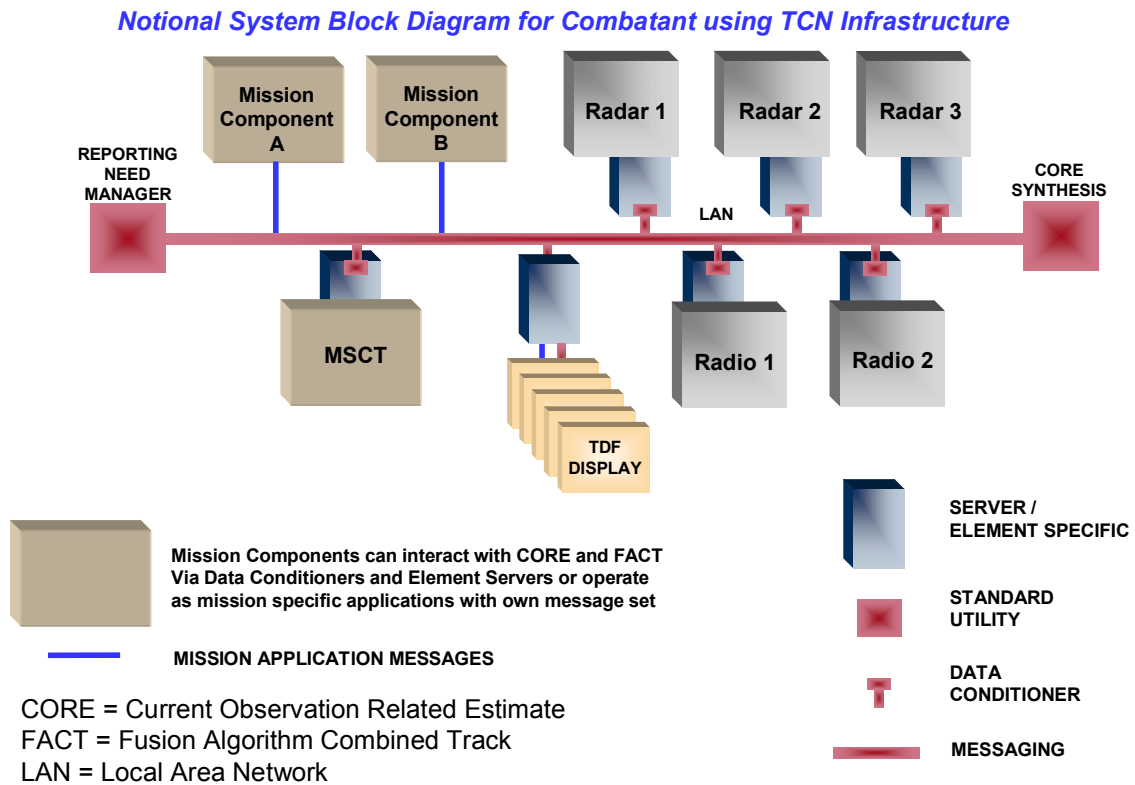 Notional System Block Diagram for Combatant using TCN Infrastructure
Mission
Component
A
Mission
Component
B
Radar 1
Radar 2
Radar 3
REPORTING
NEED
MANAGER
LAN
CORE
SYNTHESIS
MSCT
TDF
DISPLAY
Radio 1
Radio 2
SERVER /
ELEMENT SPECIFIC
Mission Components can interact with CORE and FACT
Via Data Conditioners and Element Servers or operate
as mission specific applications with own message set
STANDARD
UTILITY
MISSION APPLICATION MESSAGES
DATA
CONDITIONER
CORE = Current Observation Related Estimate
FACT = Fusion Algorithm Combined Track
LAN = Local Area Network
MESSAGING